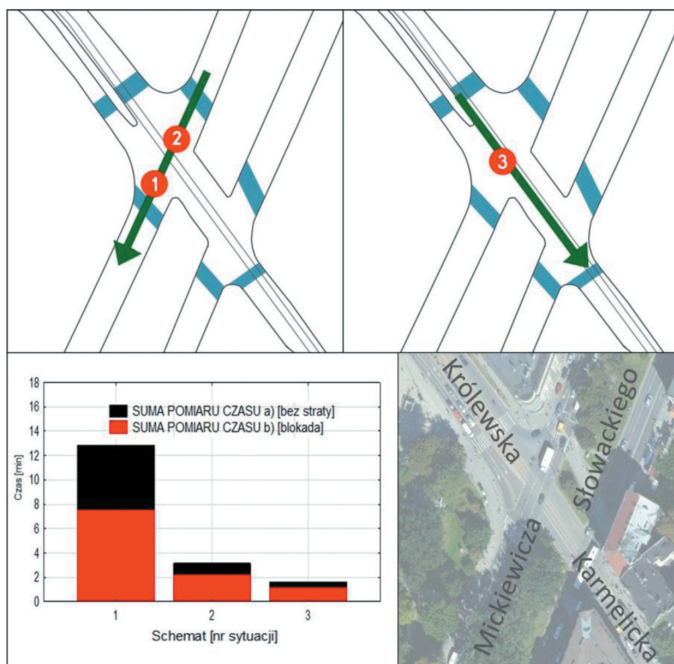 2
1
3
18
16
14
12
10
8
6
4
2
0
Czas [min]
SUMA POMIARU CZASU a) [bez straty]
SUMA POMIARU CZASU b) [blokada]
1 2 3
Schemat [nr sytuacji]
Królewska
Słowackiego
Mickiewicza
Karmelicka